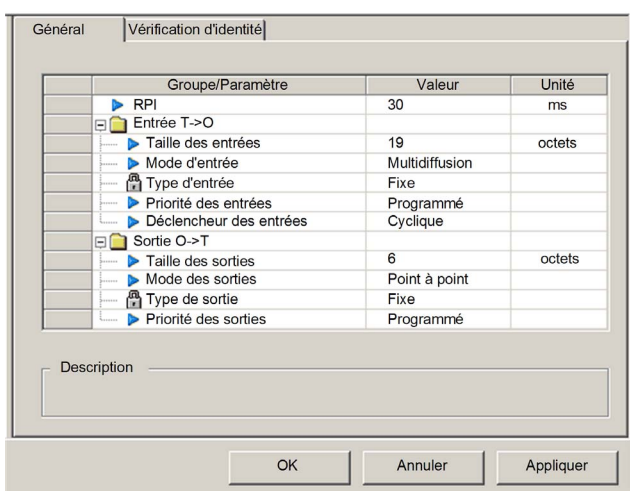 Général Vérification d'identité
Groupe/Paramètre Valeur Unité
RPI 30 ms
Entrée T->O
Taille des entrées 19 octets
Mode d'entrée Multidiffusion
Type d'entrée Fixe
Priorité des entrées Programmé
Déclencheur des entrées Cyclique
Sortie O->T
Taille des sorties 6 octets
Mode des sorties Point à point
Type de sortie Fixe
Priorité des sorties Programmé
Description
OK Annuler Appliquer